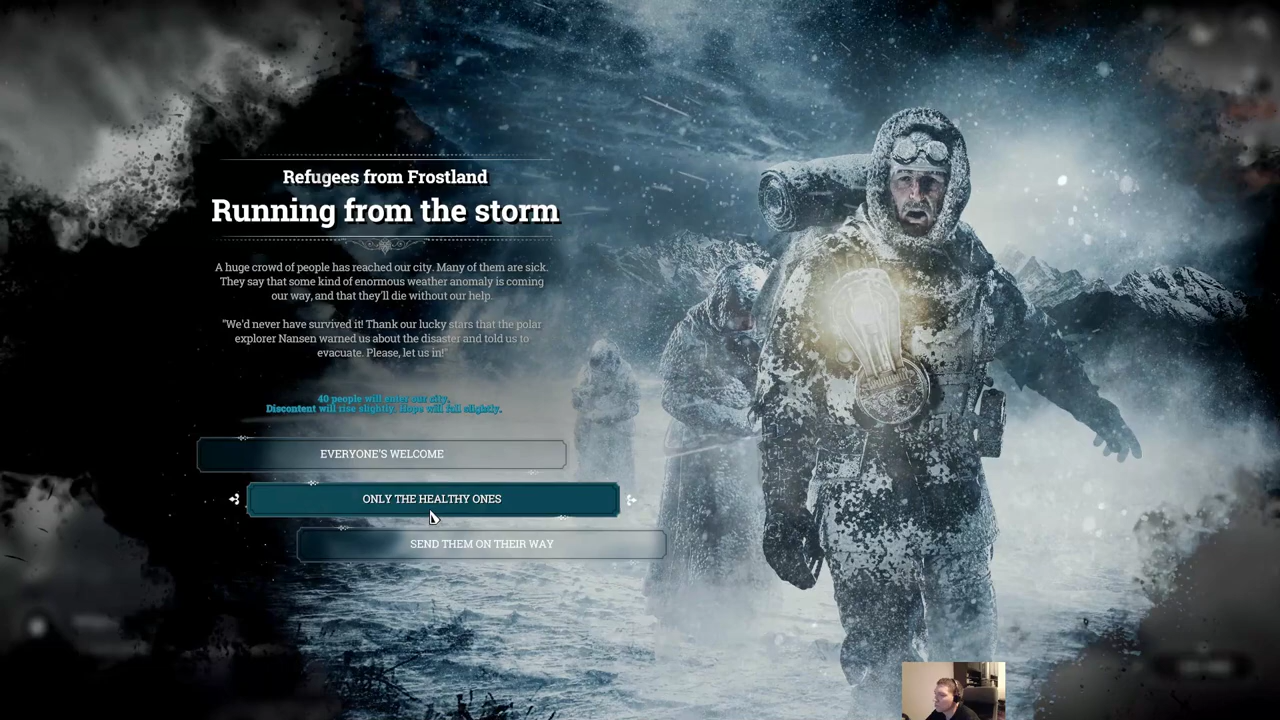 Refugees from Frostland
Running from the storm
A huge crowd of people has reached our city. Many of them are sick.
They say that some kind of enormous weather anomaly is coming
our way, and that they'll die without our help.
"We'd never have survived it! Thank our lucky stars that the polar
explorer Nansen warned us about the disaster and told us to
evacuate. Please, let us in!"
40 people will enter our city.
Discontent will rise slightly. Hope will fall slightly.
EVERYONE'S WELCOME
ONLY THE HEALTHY ONES
SEND THEM ON THEIR WAY